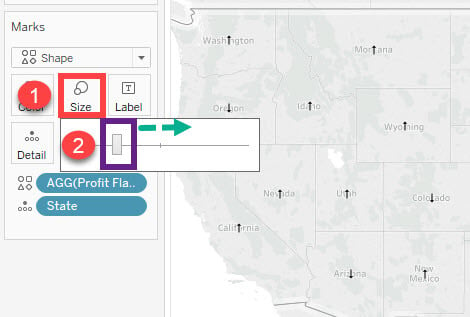 Marks
Shape
1
Color
Size
Label
2
Detail
AGG(Profit Fla..
State
Washington
Montana
Oregon
Idaho
Wyoming
Nevada
Utah
Colorado
California
Arizona
New
Mexico